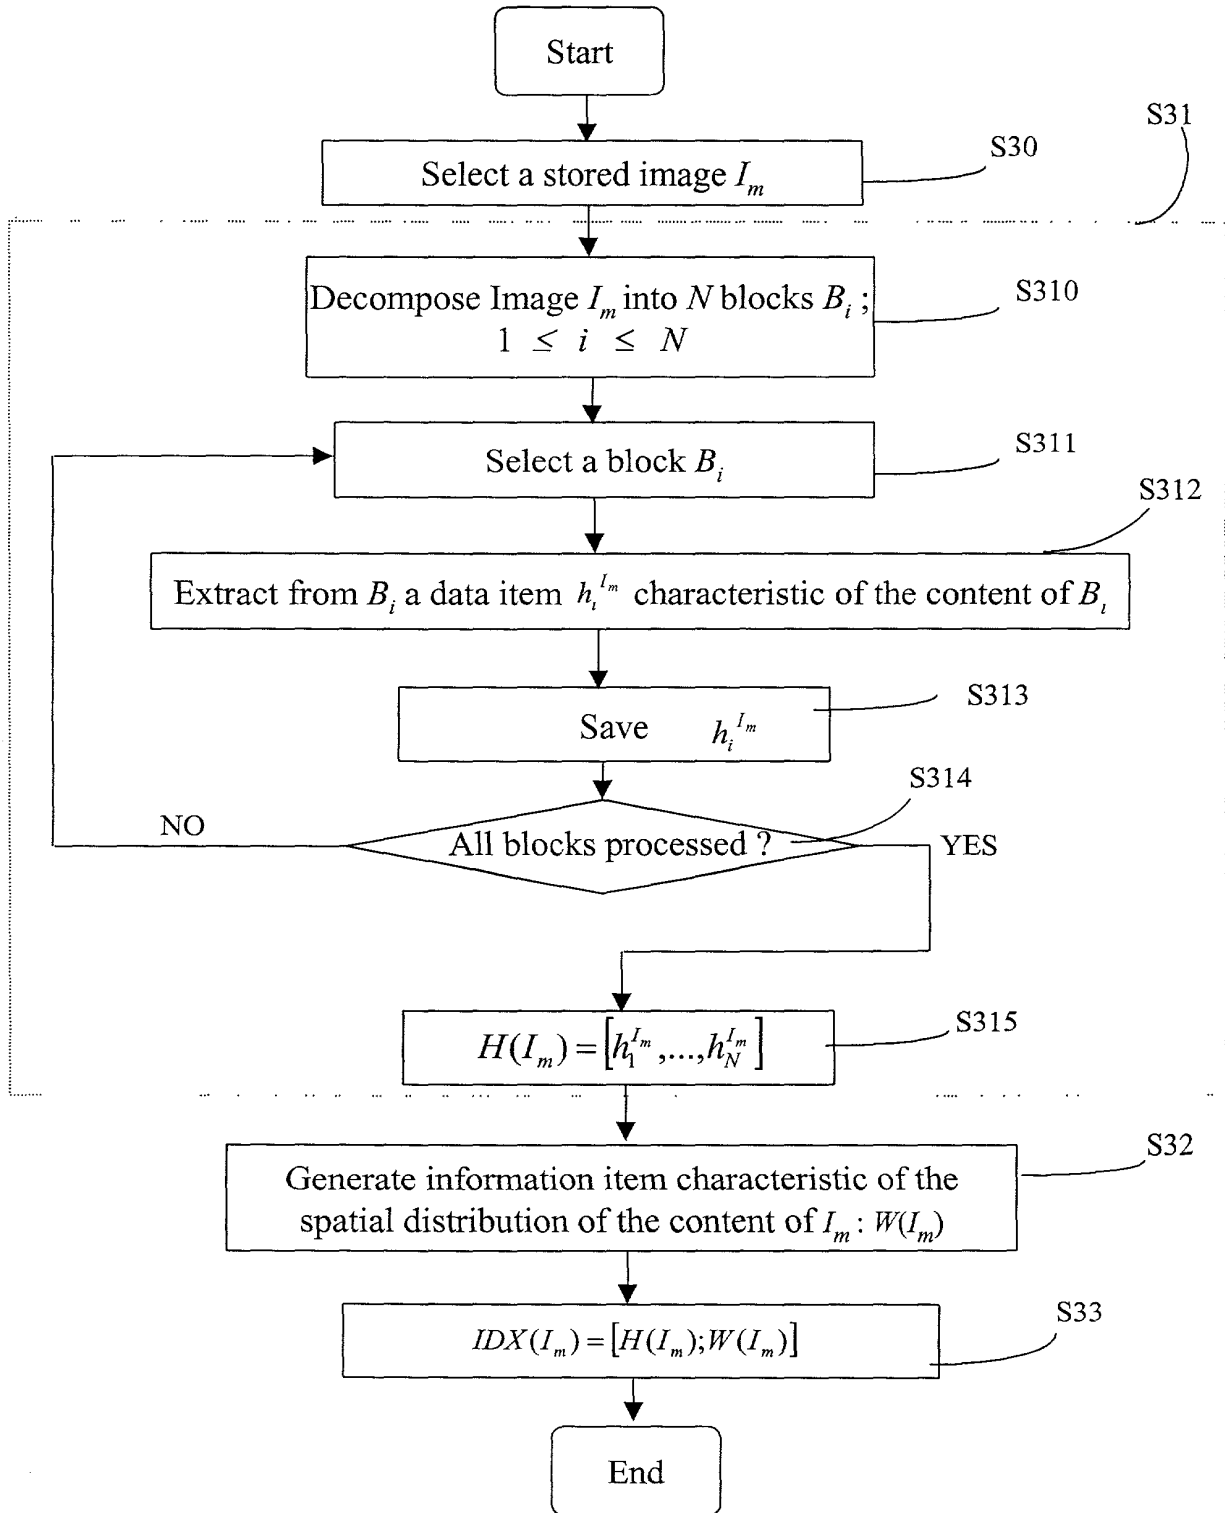 Start
S31
S30
Select a stored image I_m
Decompose Image I_m into N blocks B_i ;
1 ≤ i ≤ N
S310
Select a block B_i
S311
S312
Extract from B_i a data item h_i^{I_m} characteristic of the content of B_i
Save h_i^{I_m}
S313
S314
All blocks processed ?
NO
YES
H(I_m) = [h_1^{I_m} ,..., h_N^{I_m}]
S315
S32
Generate information item characteristic of the
spatial distribution of the content of I_m : W(I_m)
S33
IDX(I_m) = [H(I_m);W(I_m)]
End